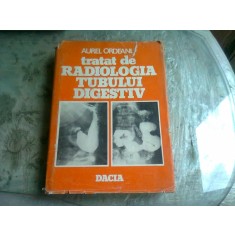 AUREL ORDEANU
tratat de
RADIOLOGIA
TUBULUI
DIGESTIV
DACIA